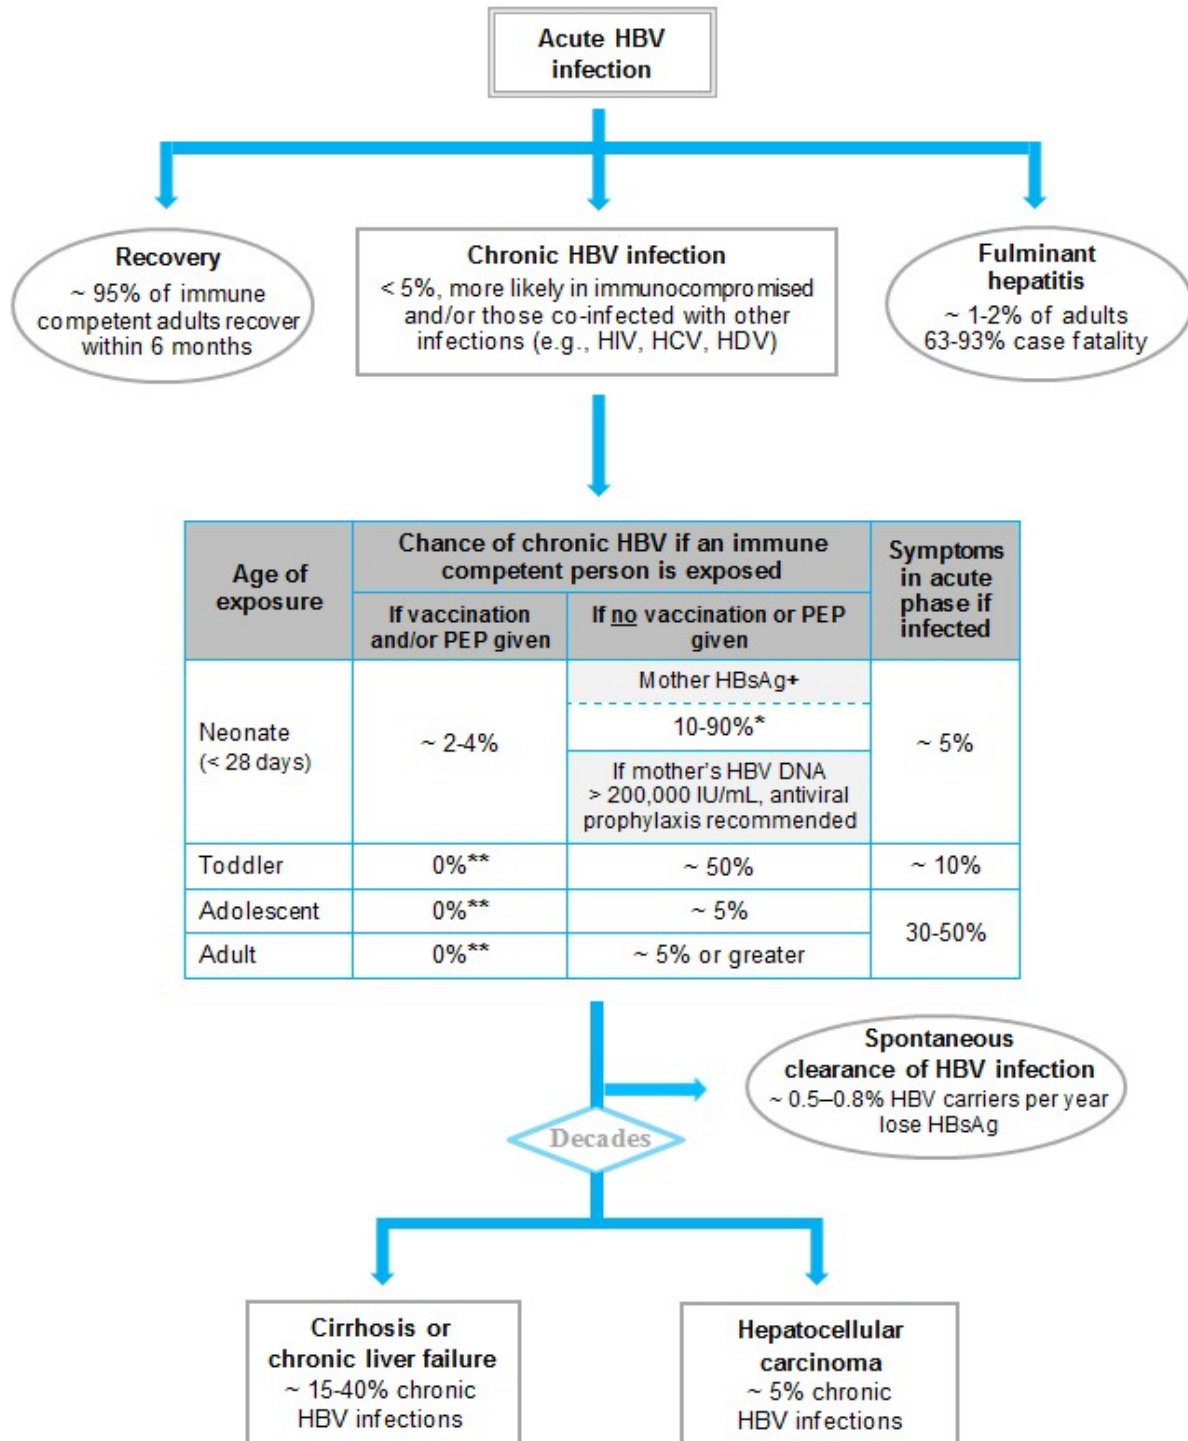 Acute HBV
infection
Recovery
~ 95% of immune
competent adults recover
within 6 months
Chronic HBV infection
< 5%, more likely in immunocompromised
and/or those co-infected with other
infections (e.g., HIV, HCV, HDV)
Fulminant
hepatitis
~ 1-2% of adults
63-93% case fatality
Age of
exposure
Chance of chronic HBV if an immune
competent person is exposed
Symptoms
in acute
phase if
infected
If vaccination
and/or PEP given
If no vaccination or PEP
given
Neonate
(< 28 days)
~ 2-4%
Mother HBsAg+
10-90%*
If mother's HBV DNA
> 200,000 IU/mL, antiviral
prophylaxis recommended
~ 5%
Toddler
0%**
~ 50%
~ 10%
Adolescent
0%**
~ 5%
30-50%
Adult
0%**
~ 5% or greater
Spontaneous
clearance of HBV infection
~ 0.5–0.8% HBV carriers per year
lose HBsAg
Decades
Cirrhosis or
chronic liver failure
~ 15-40% chronic
HBV infections
Hepatocellular
carcinoma
~ 5% chronic
HBV infections